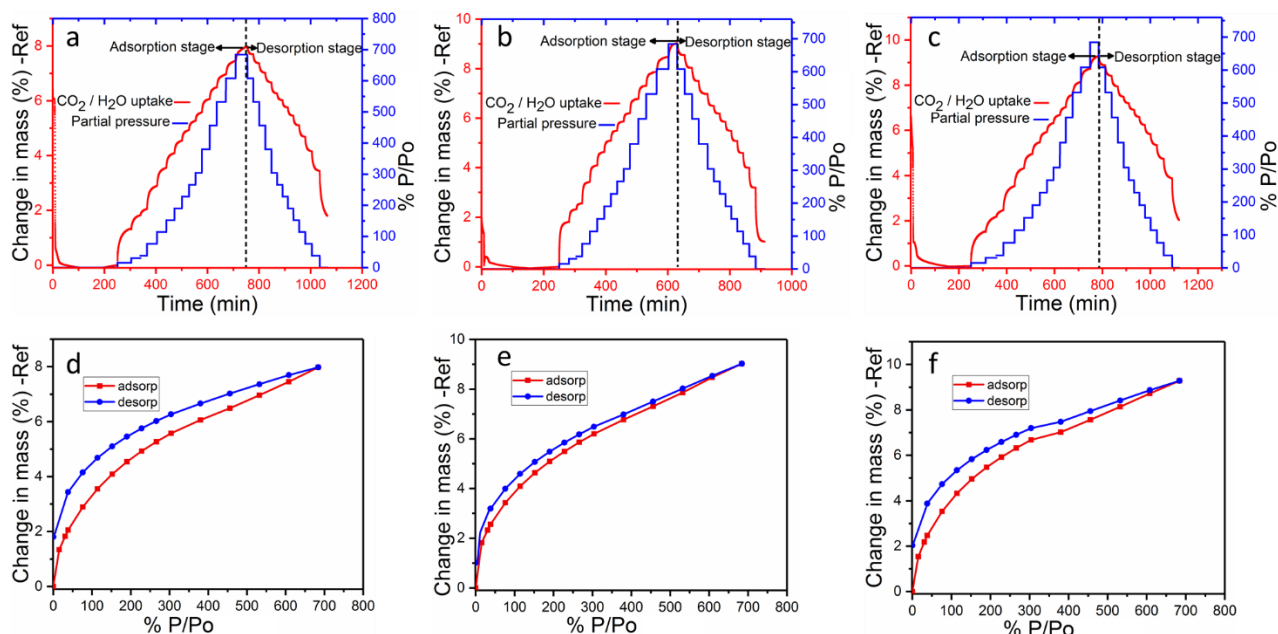 a
Adsorption stage
Desorption stage
CO2 / H2O uptake
Partial pressure
Change in mass (%) -Ref
0
2
4
6
8
% P/Po
0
100
200
300
400
500
600
700
800
0
200
400
600
800
1000
1200
Time (min)
b
Adsorption stage
Desorption stage
CO2 / H2O uptake
Partial pressure
Change in mass (%) -Ref
0
2
4
6
8
10
% P/Po
0
100
200
300
400
500
600
700
0
200
400
600
800
1000
Time (min)
c
Adsorption stage
Desorption stage
CO2 / H2O uptake
Partial pressure
Change in mass (%) -Ref
0
2
4
6
8
10
% P/Po
0
100
200
300
400
500
600
700
0
200
400
600
800
1000
1200
Time (min)
d
adsorp
desorp
Change in mass (%) -Ref
0
2
4
6
8
10
0
100
200
300
400
500
600
700
800
% P/Po
e
adsorp
desorp
Change in mass (%) -Ref
0
2
4
6
8
10
0
100
200
300
400
500
600
700
800
% P/Po
f
adsorp
desorp
Change in mass (%) -Ref
0
2
4
6
8
10
0
100
200
300
400
500
600
700
800
% P/Po